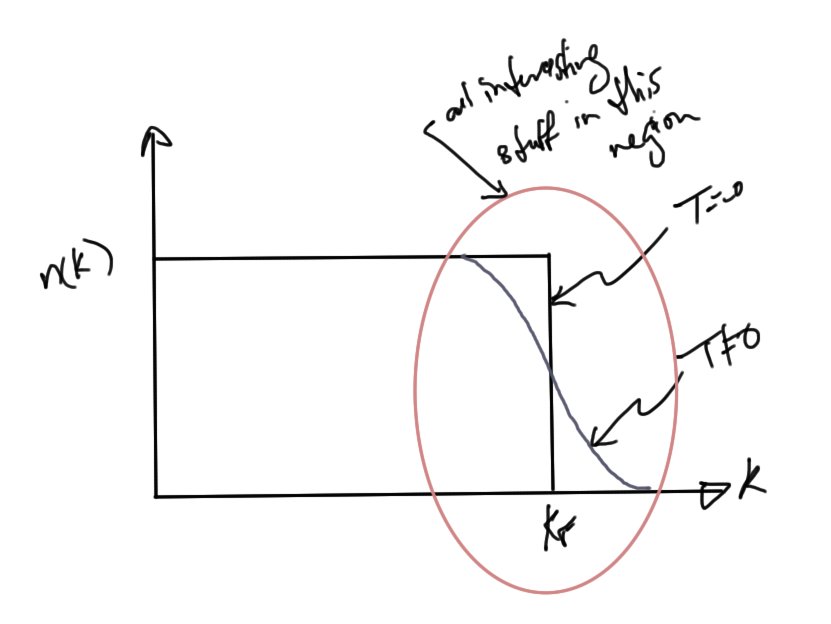 all interesting
stuff in this
region
T=0
n(k)
T≠0
k
kF